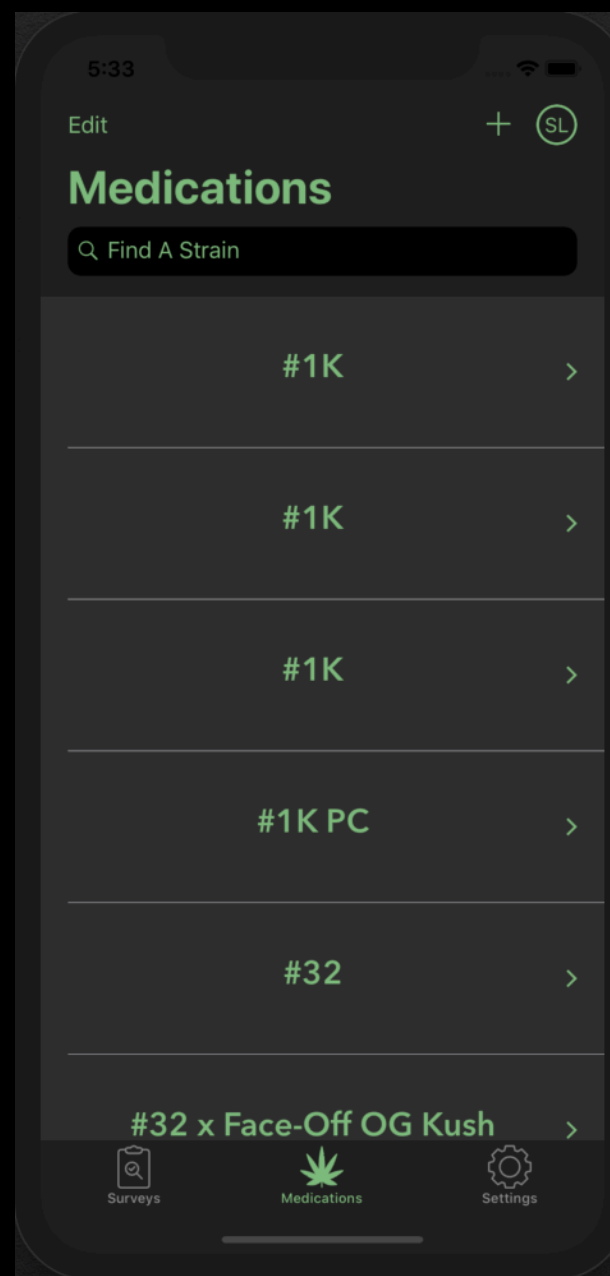 5:33
Edit
+ SL
Medications
Find A Strain
#1K
#1K
#1K
#1K PC
#32
#32 x Face-Off OG Kush
Surveys Medications Settings